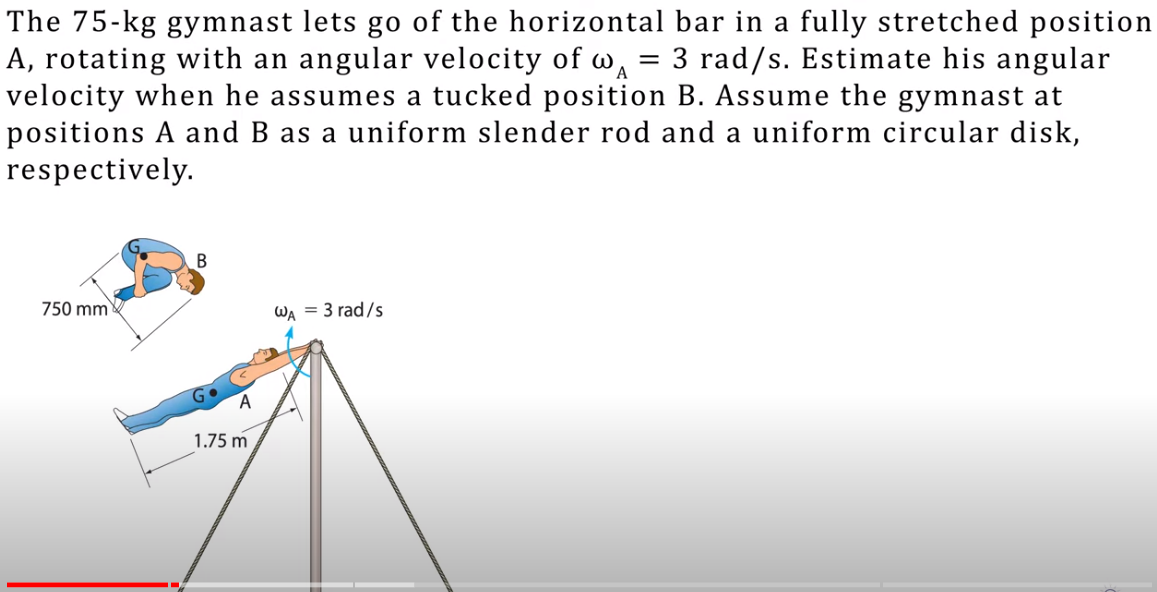 The 75-kg gymnast lets go of the horizontal bar in a fully stretched position
A, rotating with an angular velocity of ω_A = 3 rad/s. Estimate his angular
velocity when he assumes a tucked position B. Assume the gymnast at
positions A and B as a uniform slender rod and a uniform circular disk,
respectively.
G
B
750 mm
ω_A = 3 rad/s
G
A
1.75 m